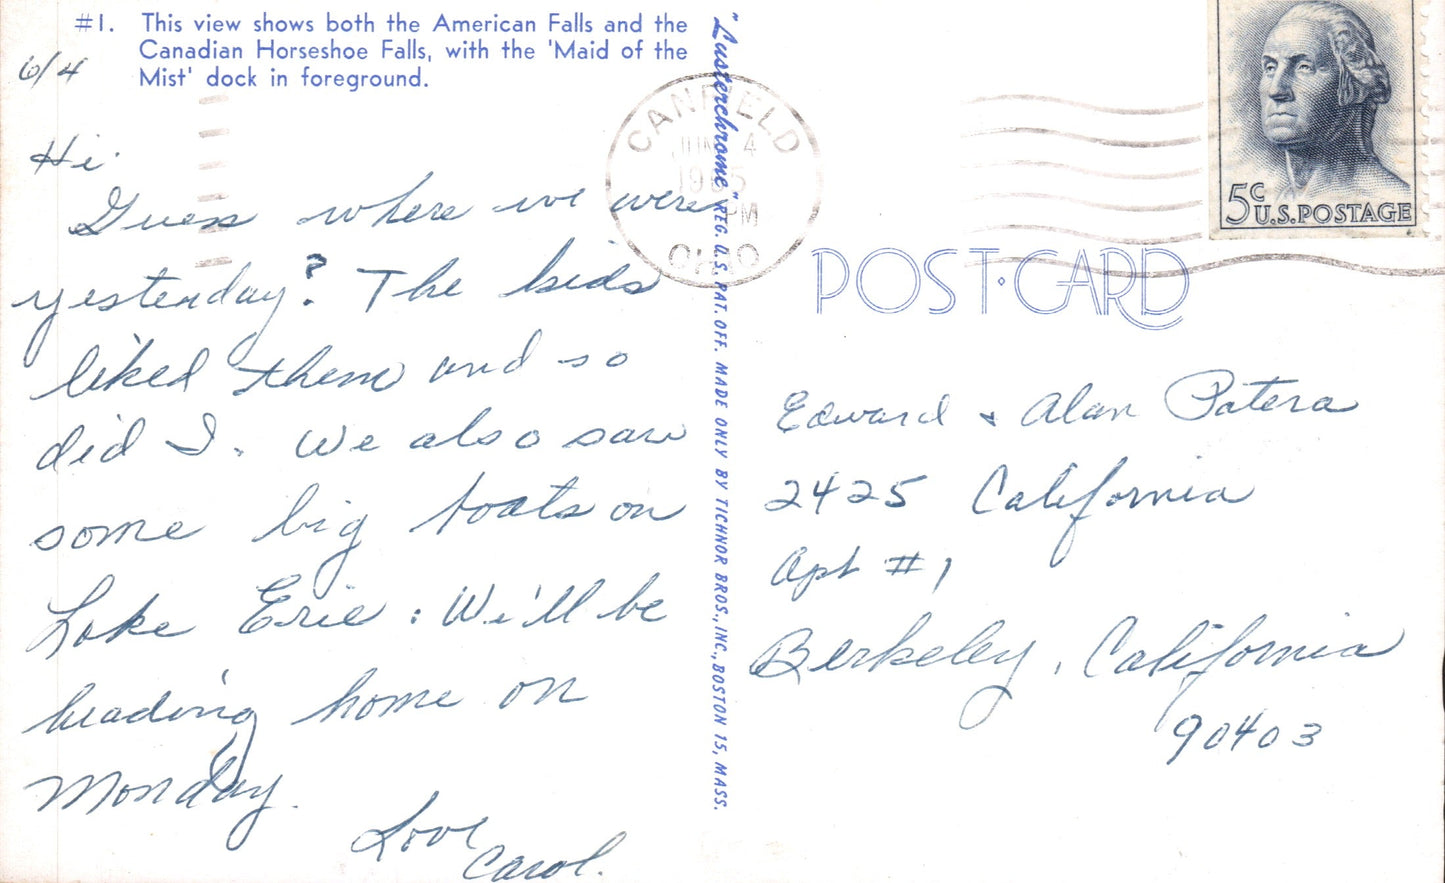 #1. This view shows both the American Falls and the
Canadian Horseshoe Falls, with the 'Maid of the
Mist' dock in foreground.
6/4
Hi
Guess where we were
yesterday? The kids
liked them and so
did I. We also saw
some big boats on
Lake Erie. We'll be
heading home on
Monday.
Love
Carol.
"Lusterchrome" REG. U.S. PAT. OFF. MADE ONLY BY TICHNOR BROS., INC., BOSTON 15, MASS.
CANFIELD
JUN 4
1965
PM
OHIO
5c
U.S. POSTAGE
POST·CARD
Edward & Alan Patera
2425 California
Apt #1
Berkeley, California
90403